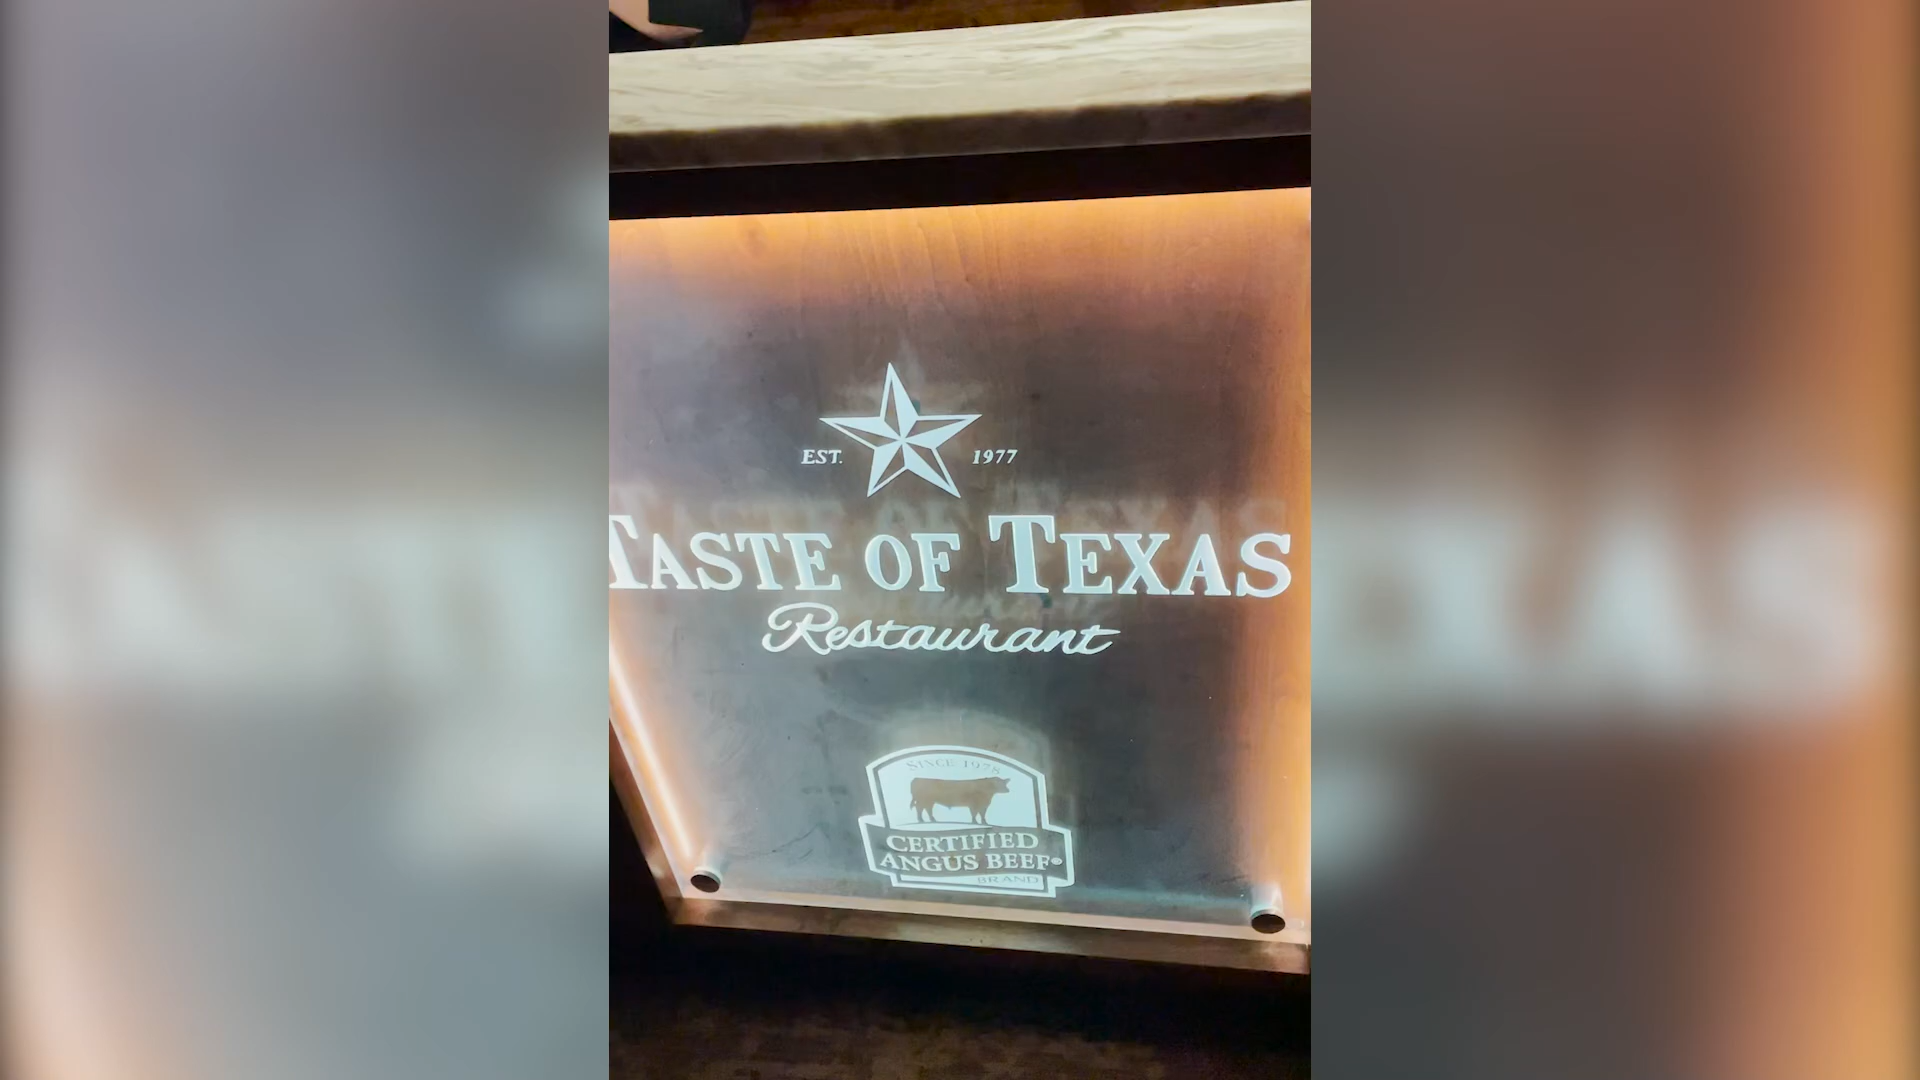 EST. 1977
TASTE OF TEXAS
Restaurant
SINCE 1978
CERTIFIED
ANGUS BEEF®
BRAND